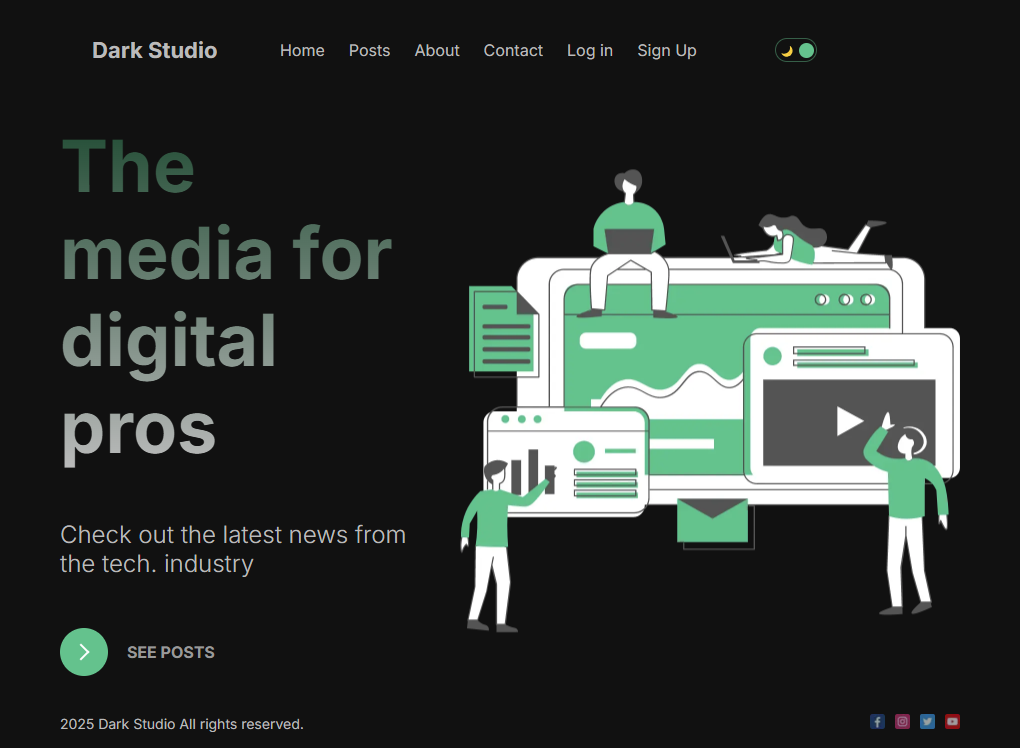 Dark Studio
Home Posts About Contact Log in Sign Up
The
media for
digital
pros
Check out the latest news from
the tech. industry
SEE POSTS
2025 Dark Studio All rights reserved.